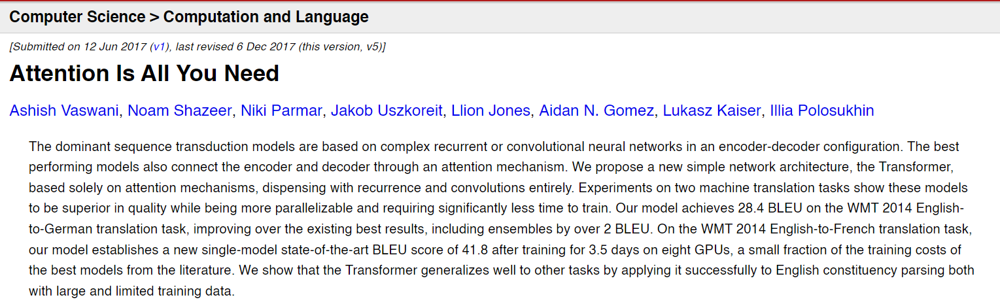 Computer Science > Computation and Language
[Submitted on 12 Jun 2017 (v1), last revised 6 Dec 2017 (this version, v5)]
Attention Is All You Need
Ashish Vaswani, Noam Shazeer, Niki Parmar, Jakob Uszkoreit, Llion Jones, Aidan N. Gomez, Lukasz Kaiser, Illia Polosukhin
The dominant sequence transduction models are based on complex recurrent or convolutional neural networks in an encoder-decoder configuration. The best
performing models also connect the encoder and decoder through an attention mechanism. We propose a new simple network architecture, the Transformer,
based solely on attention mechanisms, dispensing with recurrence and convolutions entirely. Experiments on two machine translation tasks show these models
to be superior in quality while being more parallelizable and requiring significantly less time to train. Our model achieves 28.4 BLEU on the WMT 2014 English-
to-German translation task, improving over the existing best results, including ensembles by over 2 BLEU. On the WMT 2014 English-to-French translation task,
our model establishes a new single-model state-of-the-art BLEU score of 41.8 after training for 3.5 days on eight GPUs, a small fraction of the training costs of
the best models from the literature. We show that the Transformer generalizes well to other tasks by applying it successfully to English constituency parsing both
with large and limited training data.